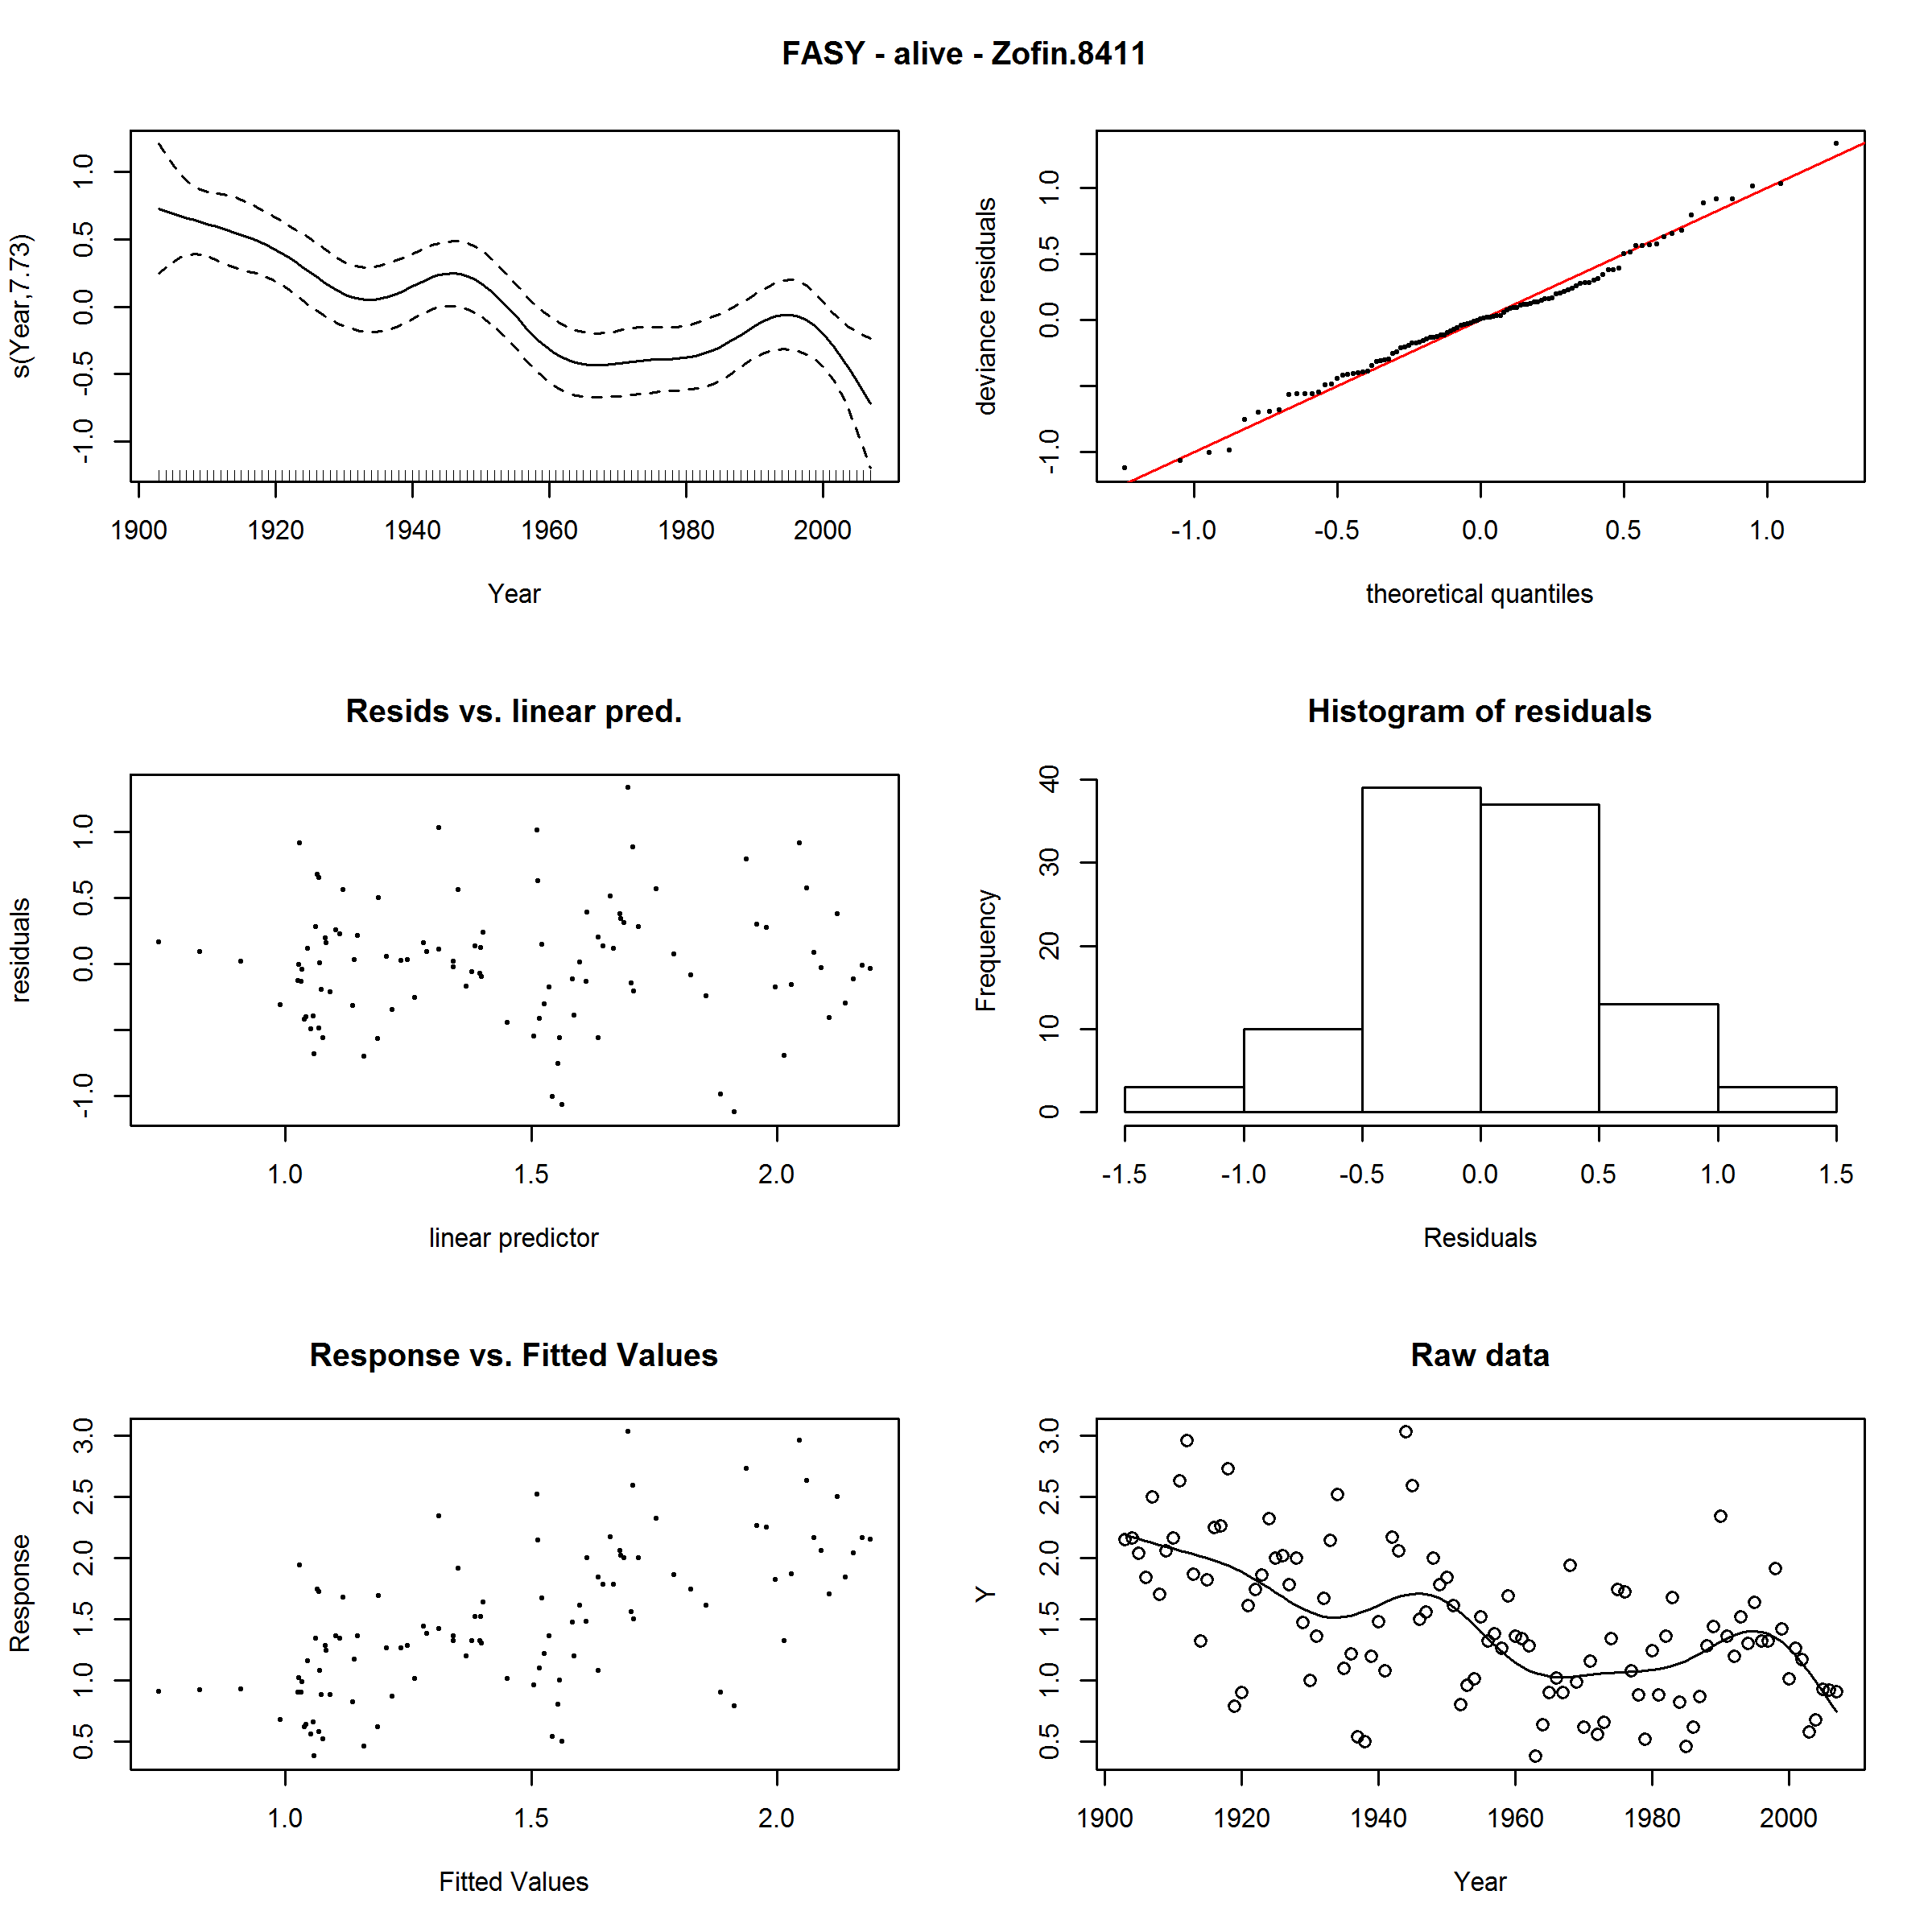 FASY - alive - Zofin.8411
s(Year,7.73)
1.0
0.5
0.0
-0.5
-1.0
1900 1920 1940 1960 1980 2000
Year
deviance residuals
1.0
0.5
0.0
-1.0
-1.0 -0.5 0.0 0.5 1.0
theoretical quantiles
Resids vs. linear pred.
residuals
1.0
0.5
0.0
-1.0
1.0 1.5 2.0
linear predictor
Histogram of residuals
Frequency
40
30
20
10
0
-1.5 -1.0 -0.5 0.0 0.5 1.0 1.5
Residuals
Response vs. Fitted Values
Response
3.0
2.5
2.0
1.5
1.0
0.5
1.0 1.5 2.0
Fitted Values
Raw data
Y
3.0
2.5
2.0
1.5
1.0
0.5
1900 1920 1940 1960 1980 2000
Year